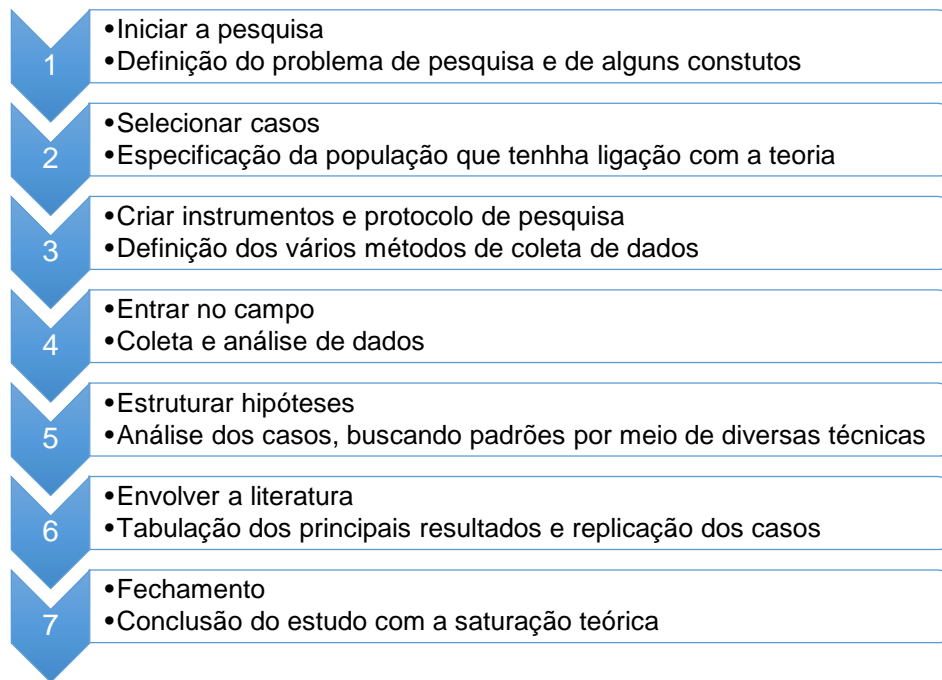 1
•Iniciar a pesquisa
•Definição do problema de pesquisa e de alguns constutos
2
•Selecionar casos
•Especificação da população que tenhha ligação com a teoria
3
•Criar instrumentos e protocolo de pesquisa
•Definição dos vários métodos de coleta de dados
4
•Entrar no campo
•Coleta e análise de dados
5
•Estruturar hipóteses
•Análise dos casos, buscando padrões por meio de diversas técnicas
6
•Envolver a literatura
•Tabulação dos principais resultados e replicação dos casos
7
•Fechamento
•Conclusão do estudo com a saturação teórica